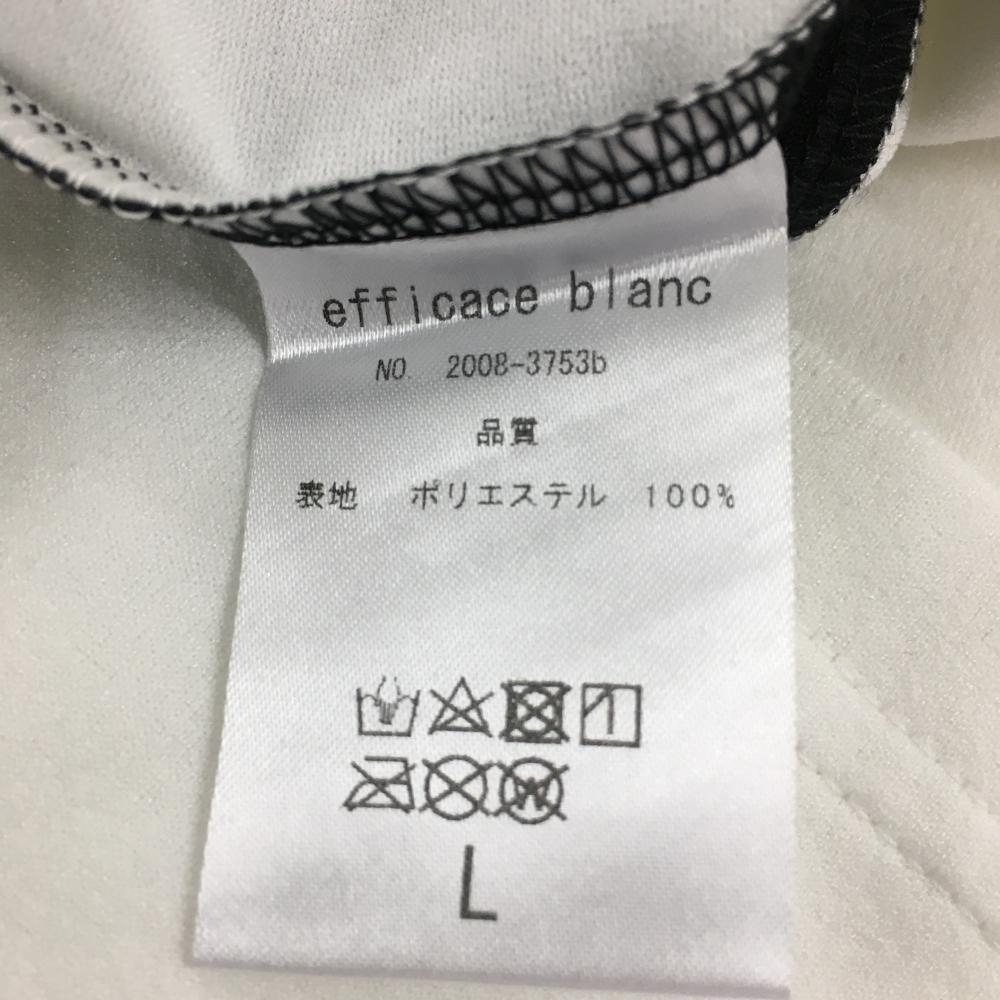 efficace blanc
NO. 2008-3753b
品質
表地 ポリエステル 100%
W
L